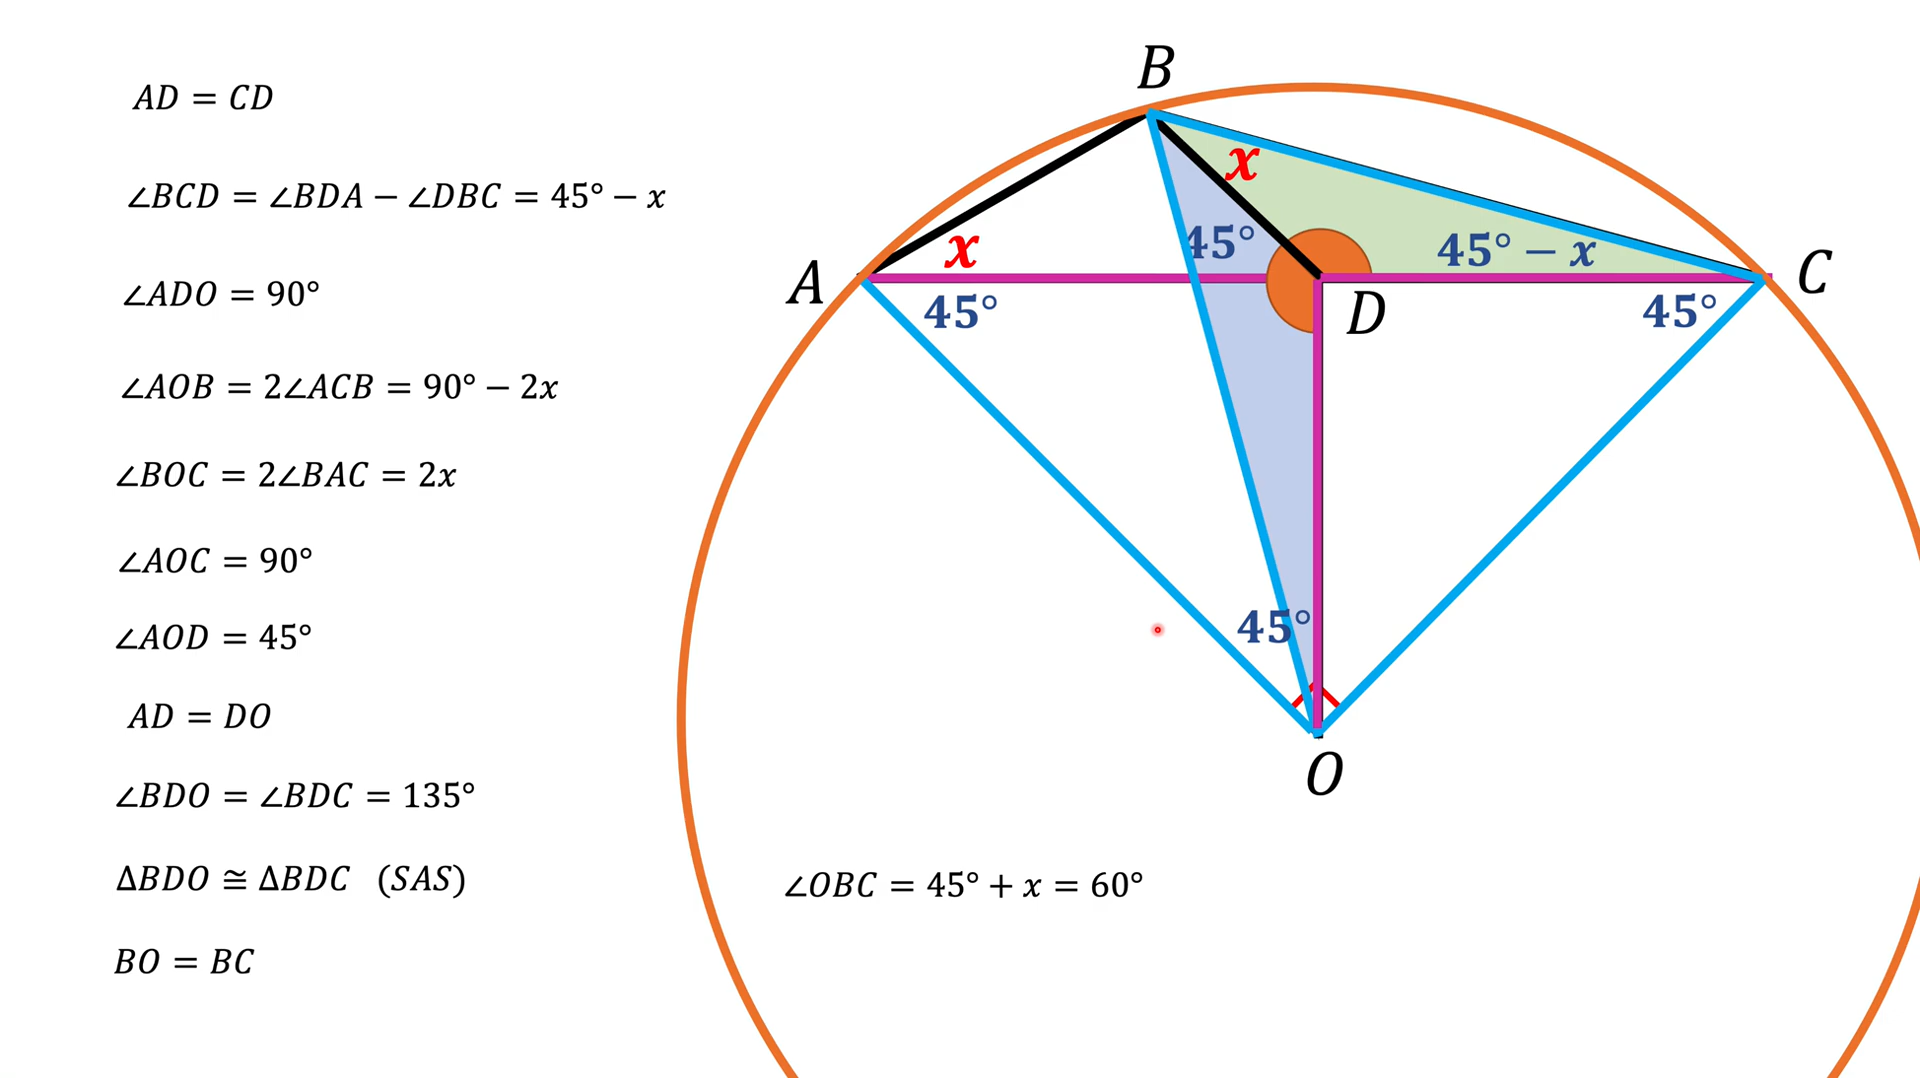 AD = CD
∠BCD = ∠BDA − ∠DBC = 45° − x
∠ADO = 90°
∠AOB = 2∠ACB = 90° − 2x
∠BOC = 2∠BAC = 2x
∠AOC = 90°
∠AOD = 45°
AD = DO
∠BDO = ∠BDC = 135°
ΔBDO ≅ ΔBDC (SAS)
BO = BC
B
x
45°
x
45° − x
A
C
45°
D
45°
45°
O
∠OBC = 45° + x = 60°